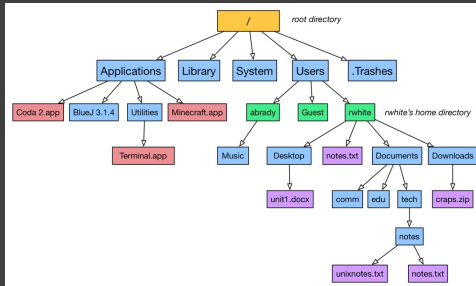 /
root directory
Applications
Library
System
Users
.Trashes
Coda 2.app
BlueJ 3.1.4
Utilities
Minecraft.app
abrady
Guest
rwhite
rwhite's home directory
Terminal.app
Music
Desktop
notes.txt
Documents
Downloads
unit1.docx
comm
edu
tech
craps.zip
notes
unixnotes.txt
notes.txt